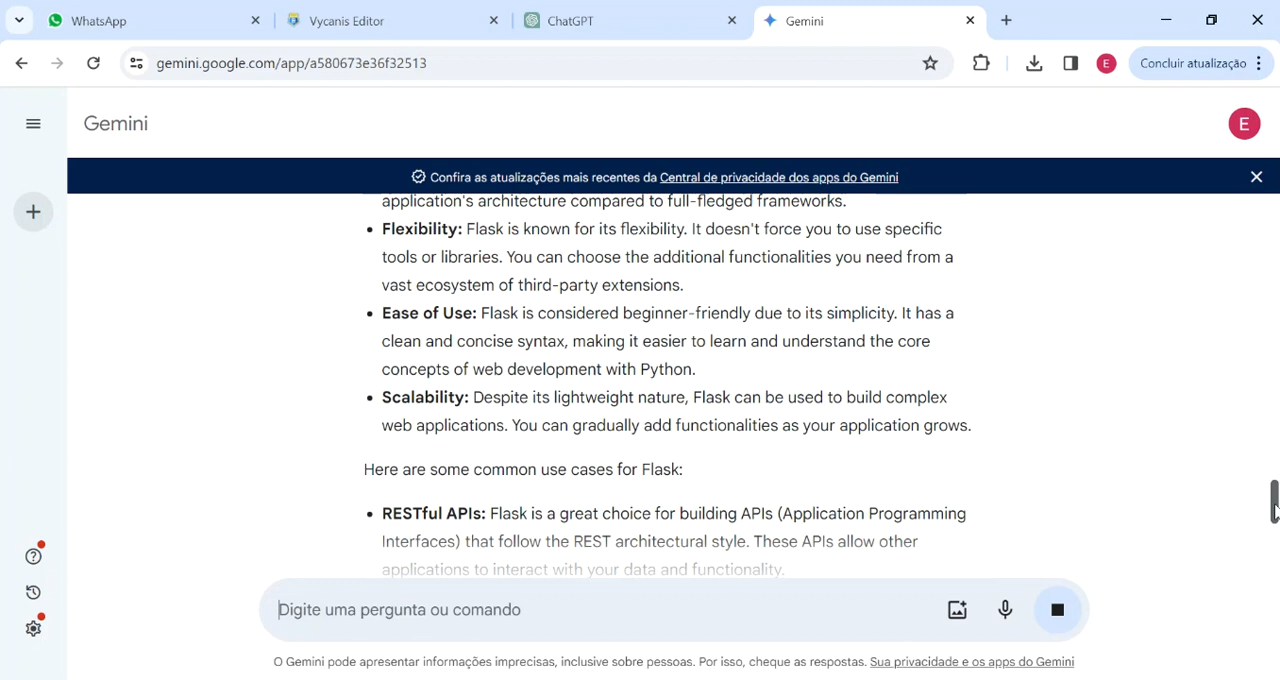 WhatsApp
Vycanis Editor
ChatGPT
Gemini
gemini.google.com/app/a580673e36f32513
E
Concluir atualização
Gemini
E
Confira as atualizações mais recentes da Central de privacidade dos apps do Gemini
application's architecture compared to full-fledged frameworks.
• Flexibility: Flask is known for its flexibility. It doesn't force you to use specific
tools or libraries. You can choose the additional functionalities you need from a
vast ecosystem of third-party extensions.
• Ease of Use: Flask is considered beginner-friendly due to its simplicity. It has a
clean and concise syntax, making it easier to learn and understand the core
concepts of web development with Python.
• Scalability: Despite its lightweight nature, Flask can be used to build complex
web applications. You can gradually add functionalities as your application grows.
Here are some common use cases for Flask:
• RESTful APIs: Flask is a great choice for building APIs (Application Programming
Interfaces) that follow the REST architectural style. These APIs allow other
applications to interact with your data and functionality.
Digite uma pergunta ou comando
O Gemini pode apresentar informações imprecisas, inclusive sobre pessoas. Por isso, cheque as respostas. Sua privacidade e os apps do Gemini